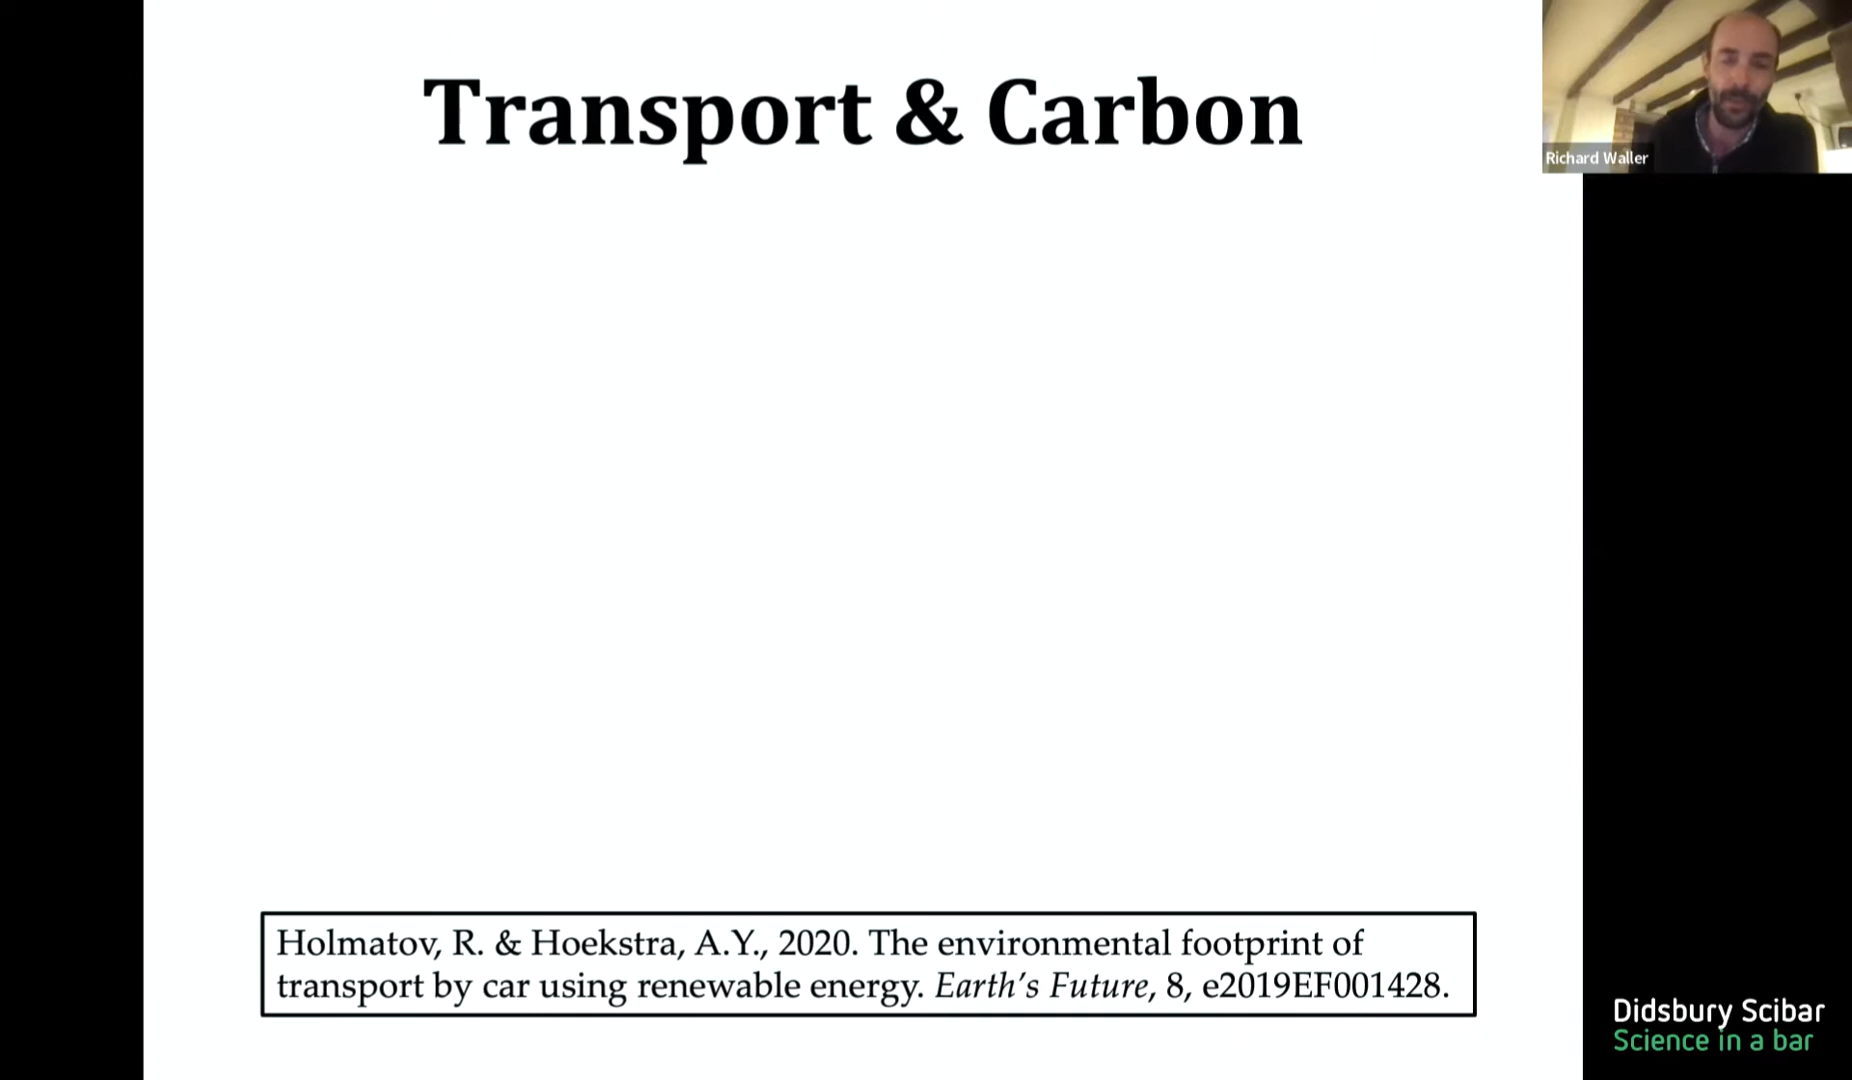 Transport & Carbon
Richard Waller
Holmatov, R. & Hoekstra, A.Y., 2020. The environmental footprint of
transport by car using renewable energy. Earth's Future, 8, e2019EF001428.
Didsbury Scibar
Science in a bar